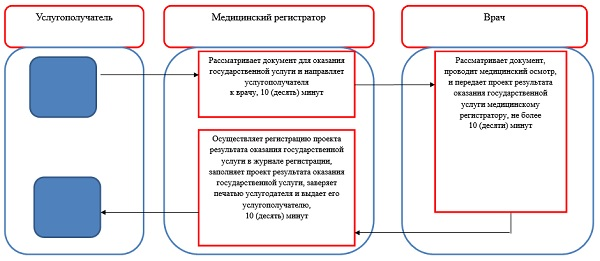 Услугополучатель
Медицинский регистратор
Врач
Рассматривает документ для оказания
государственной услуги и направляет
услугополучателя
к врачу, 10 (десять) минут
Рассматривает документ,
проводит медицинский осмотр,
и передает проект результата
оказания государственной
услуги медицинскому
регистратору, не более
10 (десяти) минут
Осуществляет регистрацию проекта
результата оказания государственной
услуги в журнале регистрации,
заполняет проект результата оказания
государственной услуги, заверяет
печатью услугодателя и выдает его
услугополучателю,
10 (десять) минут